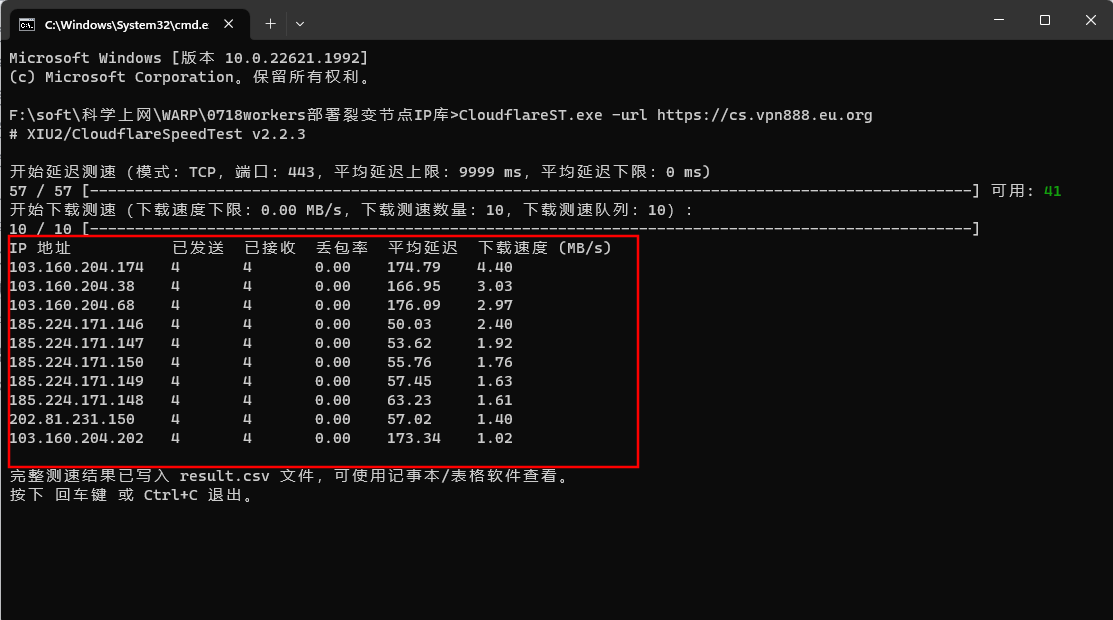 C:\Windows\System32\cmd.e
Microsoft Windows [版本 10.0.22621.1992]
(c) Microsoft Corporation。保留所有权利。
F:\soft\科学上网\WARP\0718workers部署裂变节点IP库>CloudflareST.exe -url https://cs.vpn888.eu.org
# XIU2/CloudflareSpeedTest v2.2.3
开始延迟测速 (模式: TCP, 端口: 443, 平均延迟上限: 9999 ms, 平均延迟下限: 0 ms)
57 / 57 [--------------------------------------------------------------------------------------------------] 可用: 41
开始下载测速 (下载速度下限: 0.00 MB/s, 下载测速数量: 10, 下载测速队列: 10) :
10 / 10 [--------------------------------------------------------------------------------------------------]
IP 地址 已发送 已接收 丢包率 平均延迟 下载速度 (MB/s)
103.160.204.174 4 4 0.00 174.79 4.40
103.160.204.38 4 4 0.00 166.95 3.03
103.160.204.68 4 4 0.00 176.09 2.97
185.224.171.146 4 4 0.00 50.03 2.40
185.224.171.147 4 4 0.00 53.62 1.92
185.224.171.150 4 4 0.00 55.76 1.76
185.224.171.149 4 4 0.00 57.45 1.63
185.224.171.148 4 4 0.00 63.23 1.61
202.81.231.150 4 4 0.00 57.02 1.40
103.160.204.202 4 4 0.00 173.34 1.02
完整测速结果已写入 result.csv 文件, 可使用记事本/表格软件查看。
按下 回车键 或 Ctrl+C 退出。